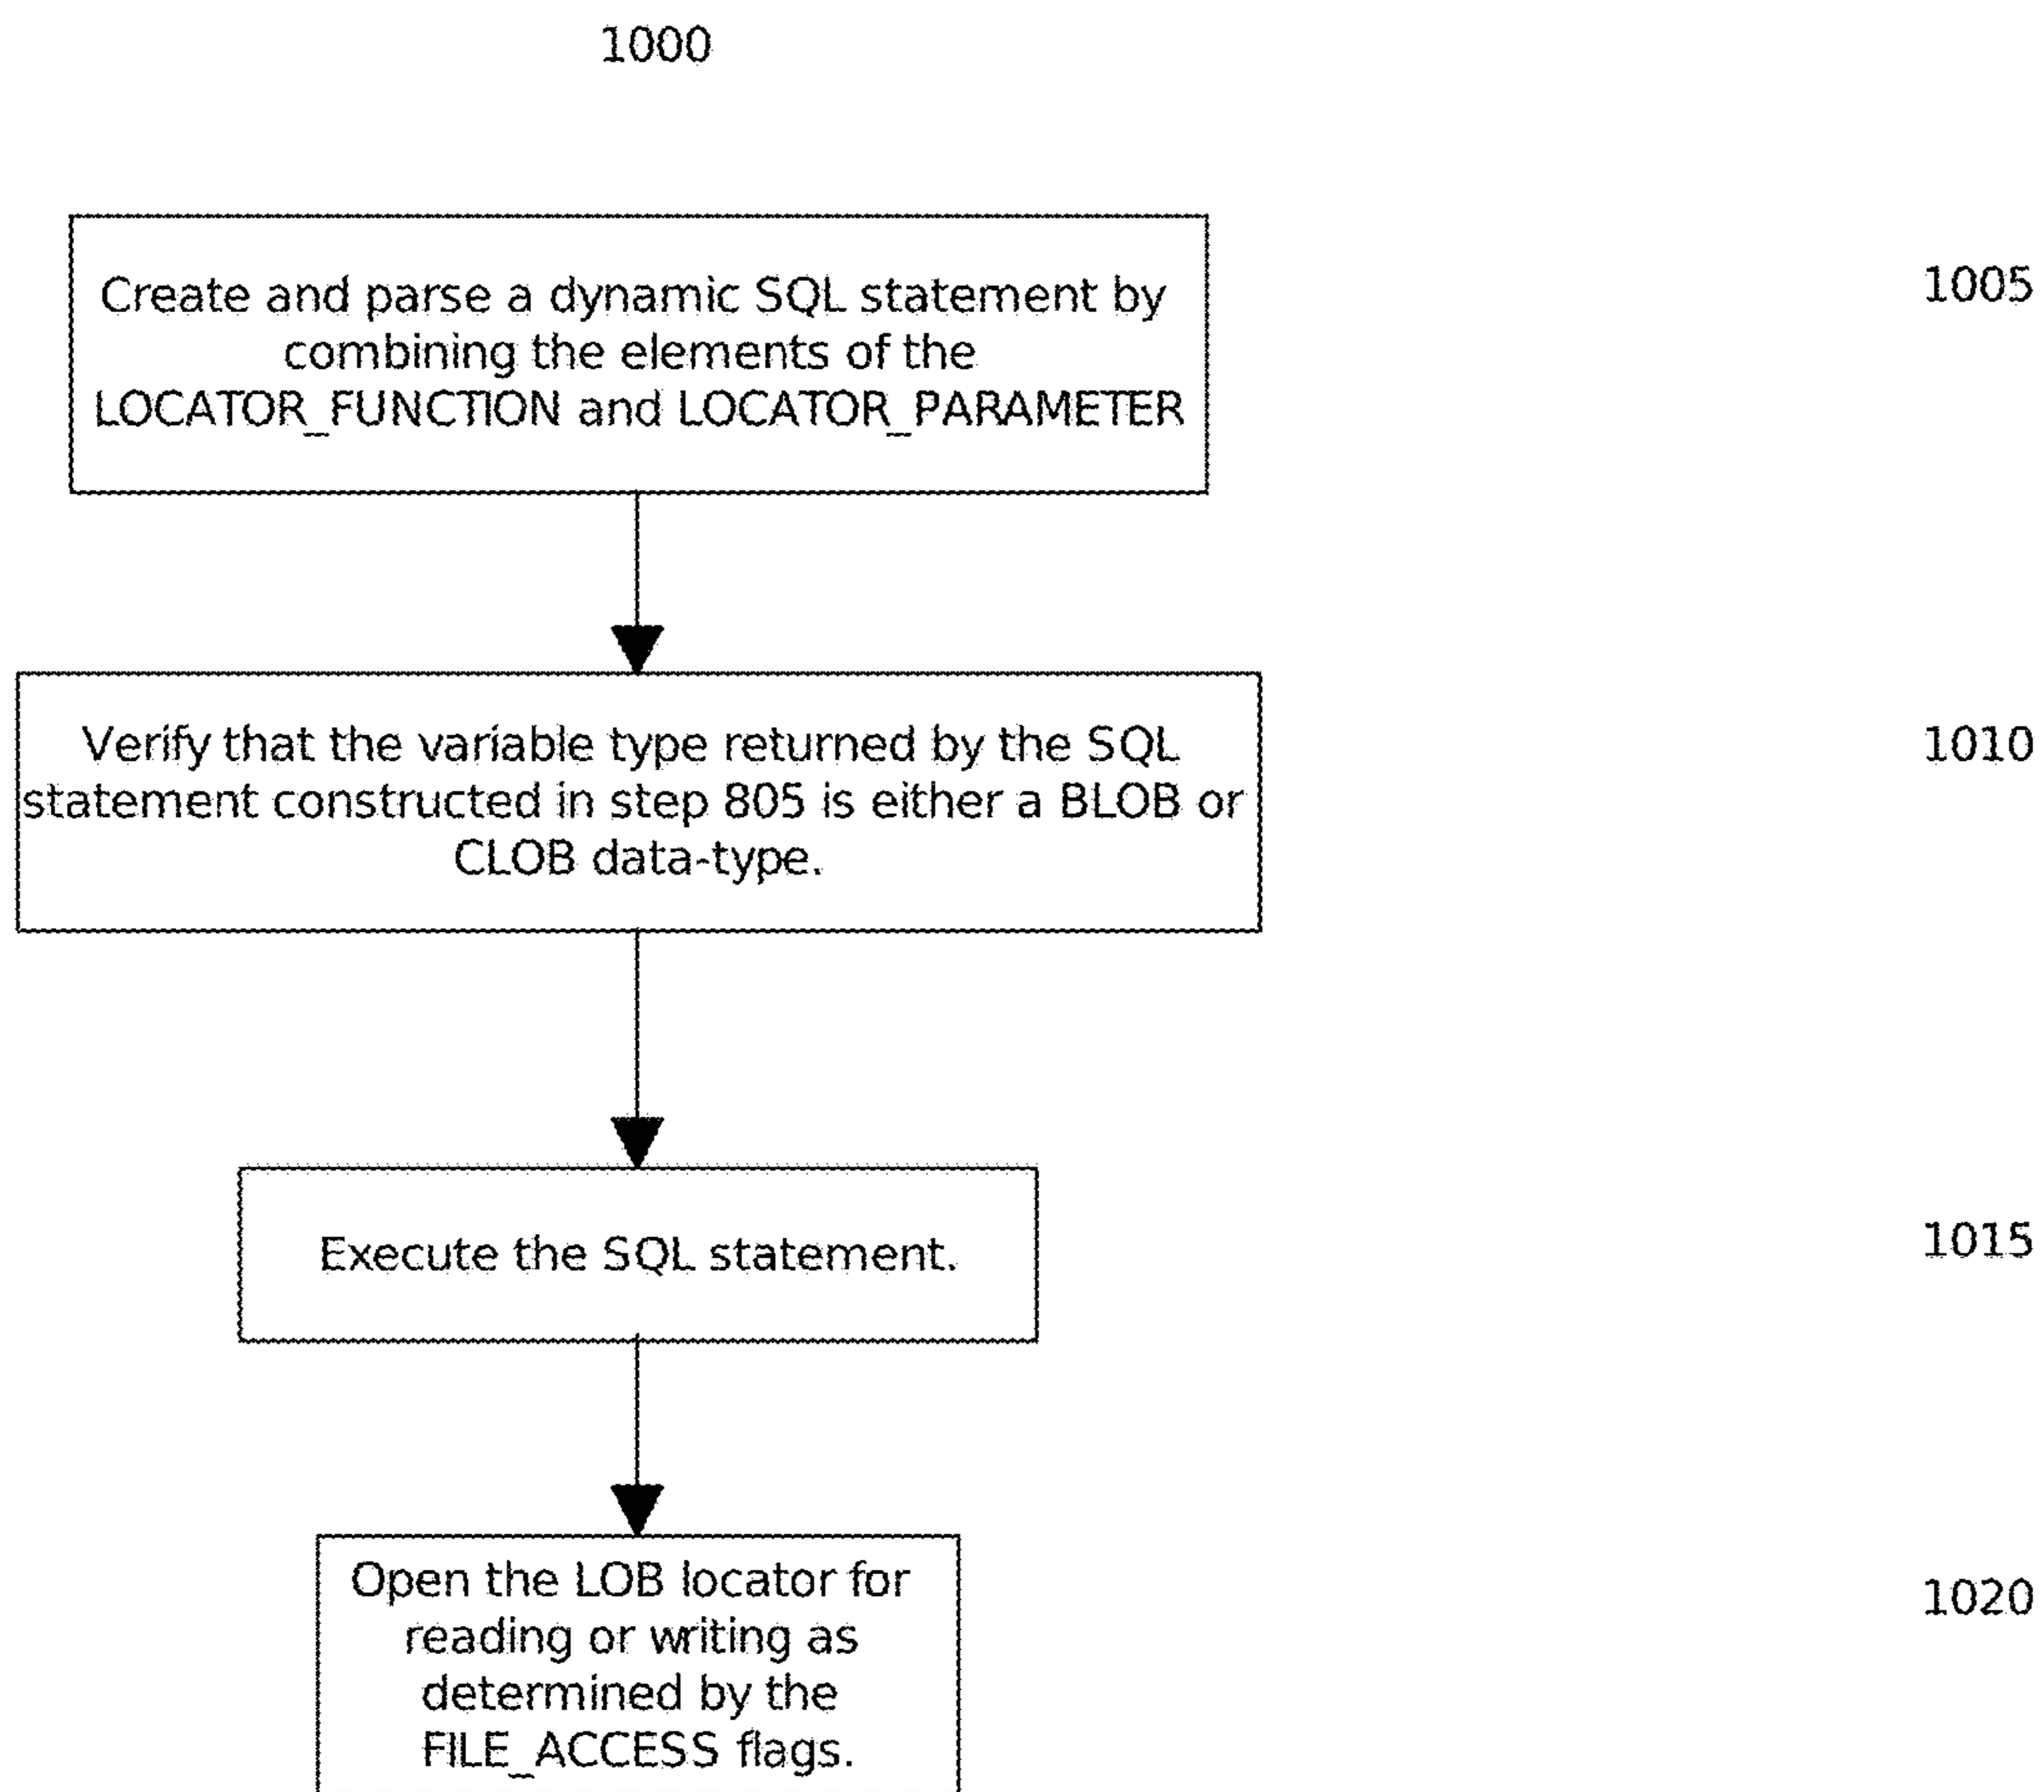 1000
Create and parse a dynamic SQL statement by
combining the elements of the
LOCATOR_FUNCTION and LOCATOR_PARAMETER
1005
Verify that the variable type returned by the SQL
statement constructed in step 805 is either a BLOB or
CLOB data-type.
1010
Execute the SQL statement.
1015
Open the LOB locator for
reading or writing as
determined by the
FILE_ACCESS flags.
1020